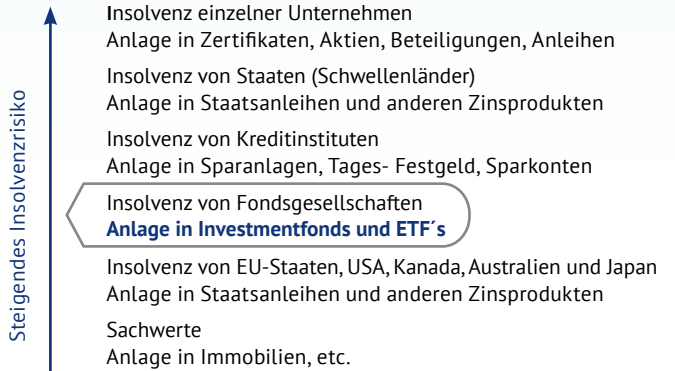 Steigendes Insolvenzrisiko
Insolvenz einzelner Unternehmen
Anlage in Zertifikaten, Aktien, Beteiligungen, Anleihen
Insolvenz von Staaten (Schwellenländer)
Anlage in Staatsanleihen und anderen Zinsprodukten
Insolvenz von Kreditinstituten
Anlage in Sparanlagen, Tages- Festgeld, Sparkonten
Insolvenz von Fondsgesellschaften
Anlage in Investmentfonds und ETF´s
Insolvenz von EU-Staaten, USA, Kanada, Australien und Japan
Anlage in Staatsanleihen und anderen Zinsprodukten
Sachwerte
Anlage in Immobilien, etc.